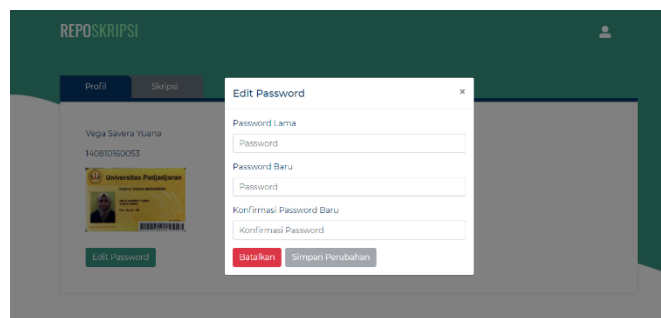 REPOSKRIPSI
Profil
Skripsi
Vega Savera Yuana
140810160053
Universitas Padjadjaran
Edit Password
Edit Password
×
Password Lama
Password
Password Baru
Password
Konfirmasi Password Baru
Konfirmasi Password
Batalkan
Simpan Perubahan